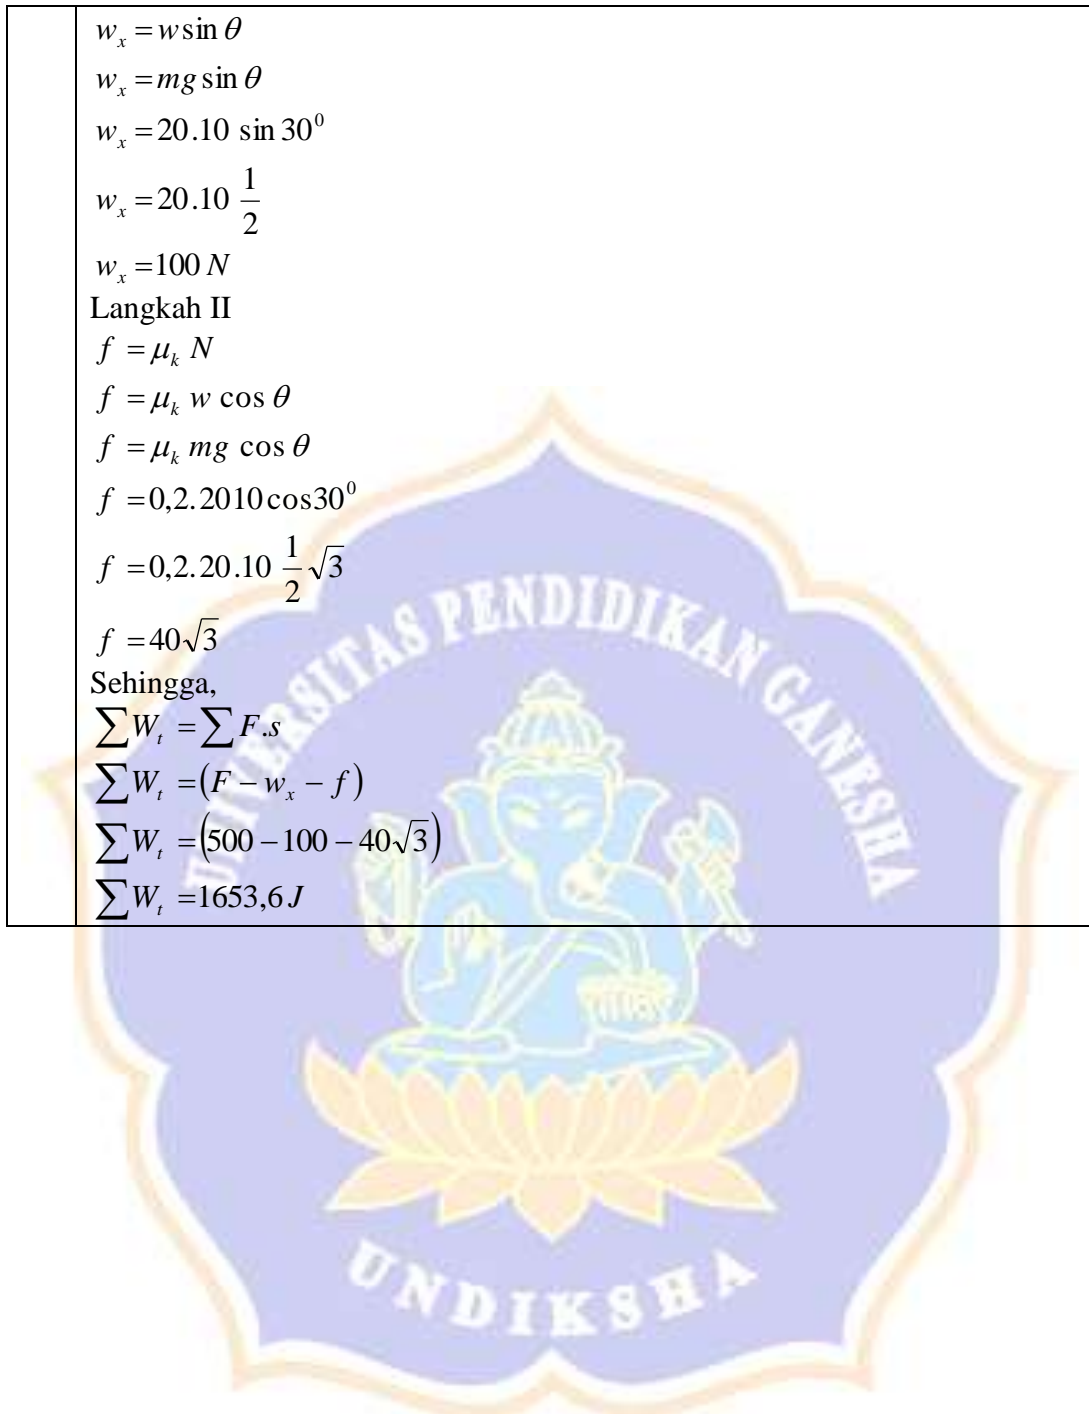 w_x = w sin θ
w_x = mg sin θ
w_x = 20.10 sin 30⁰
w_x = 20.10 1/2
w_x = 100 N
Langkah II
f = μ_k N
f = μ_k w cos θ
f = μ_k mg cos θ
f = 0,2.2010cos30⁰
f = 0,2.20.10 1/2 √3
f = 40√3
Sehingga,
∑W_t = ∑F.s
∑W_t = (F − w_x − f)
∑W_t = (500 − 100 − 40√3)
∑W_t = 1653,6 J
UNIVERSITAS PENDIDIKAN GANESHA
UNDIKSHA